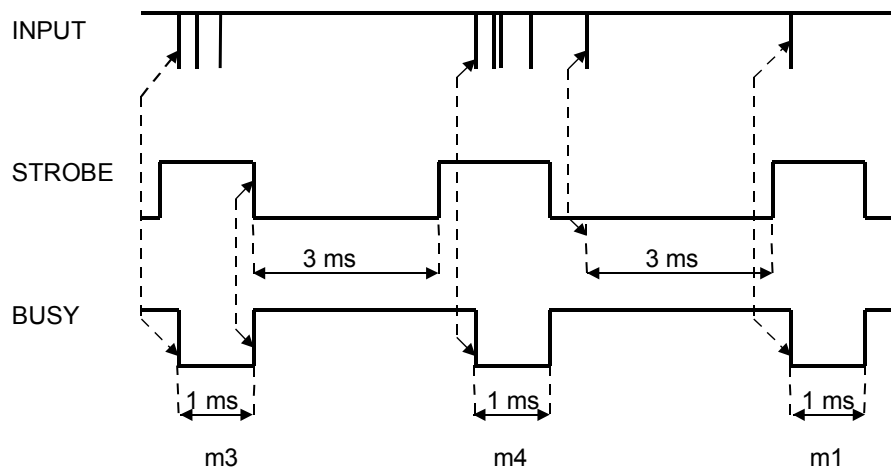 INPUT
STROBE
3 ms
3 ms
BUSY
1 ms
1 ms
1 ms
m3
m4
m1